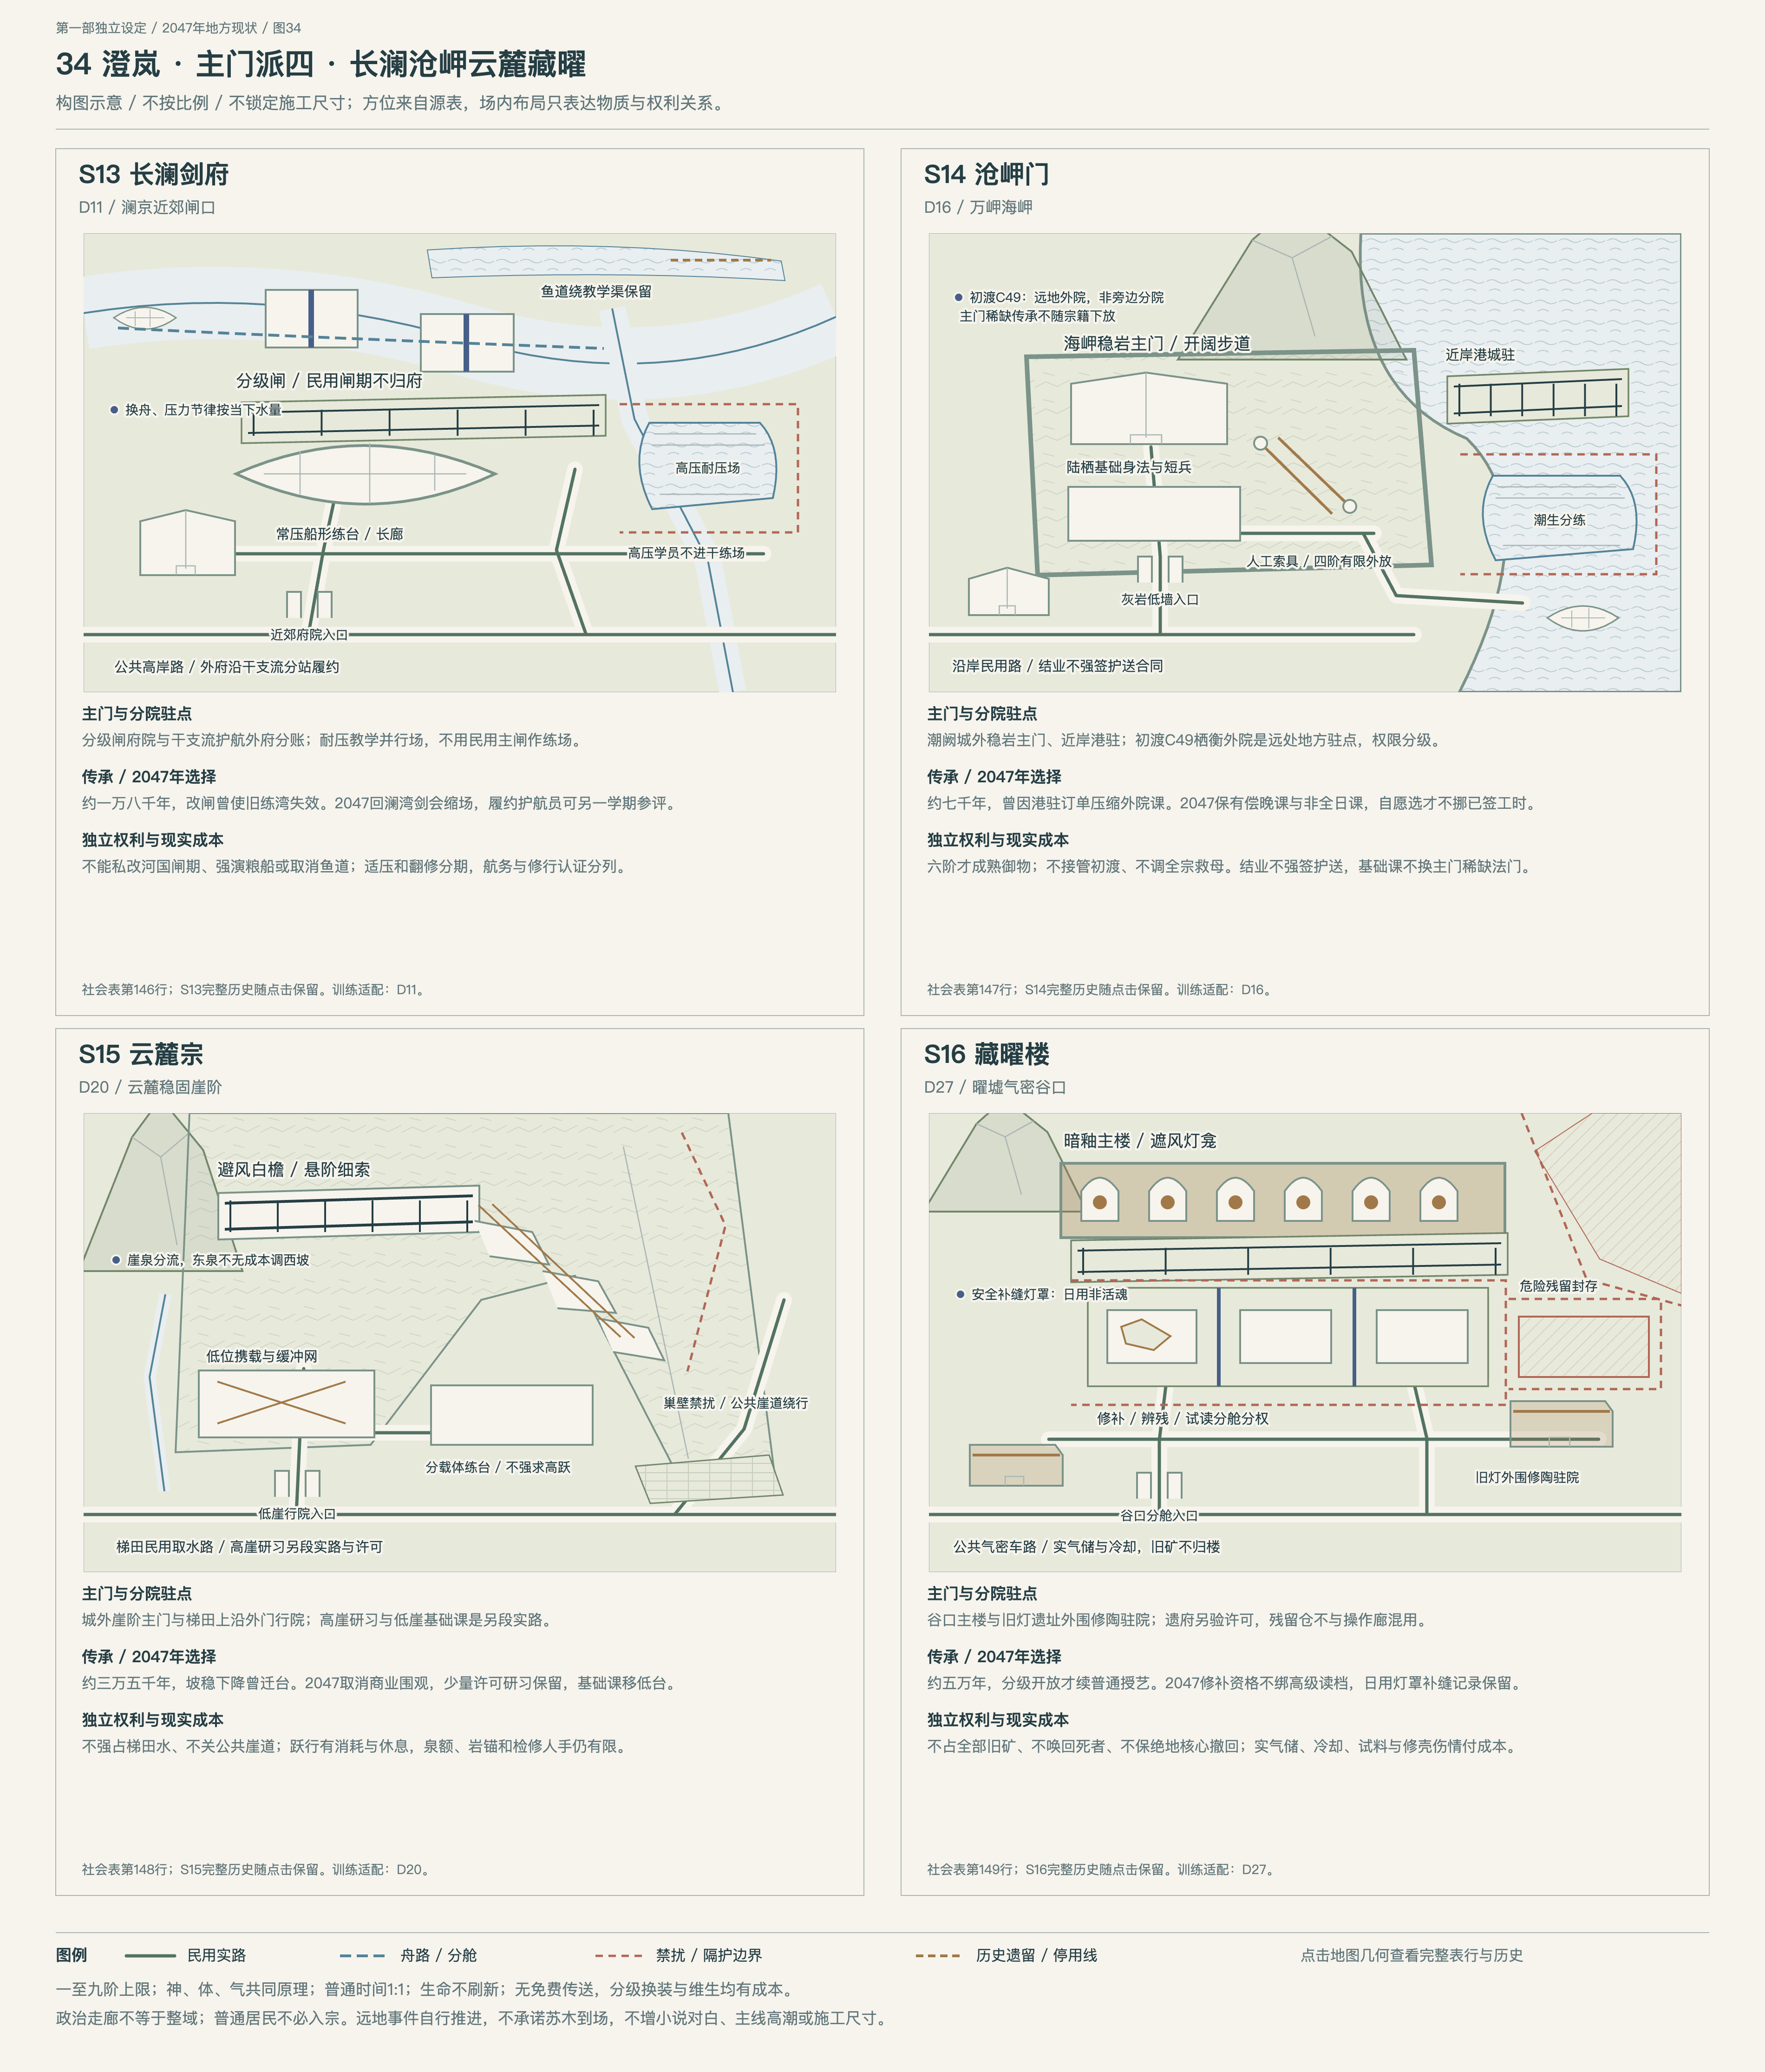 第一部独立设定 / 2047年地方现状 / 图34
34 澄岚 · 主门派四 · 长澜沧岬云麓藏曜
构图示意 / 不按比例 / 不锁定施工尺寸；方位来自源表，场内布局只表达物质与权利关系。
S13 长澜剑府
D11 / 澜京近郊闸口
鱼道绕教学渠保留
分级闸 / 民用闸期不归府
换舟、压力节律按当下水量
高压耐压场
常压船形练台 / 长廊
高压学员不进干练场
近郊府院入口
公共高岸路 / 外府沿干支流分站履约
主门与分院驻点
分级闸府院与干支流护航外府分账；耐压教学并行场，不用民用主闸作练场。
传承 / 2047年选择
约一万八千年，改闸曾使旧练湾失效。2047回澜湾剑会缩场，履约护航员可另一学期参评。
独立权利与现实成本
不能私改河国闸期、强演粮船或取消鱼道；适压和翻修分期，航务与修行认证分列。
社会表第146行；S13完整历史随点击保留。训练适配：D11。
S14 沧岬门
D16 / 万岬海岬
初渡C49：远地外院，非旁边分院
主门稀缺传承不随宗籍下放
海岬稳岩主门 / 开阔步道
近岸港城驻
陆栖基础身法与短兵
潮生分练
人工索具 / 四阶有限外放
灰岩低墙入口
沿岸民用路 / 结业不强签护送合同
主门与分院驻点
潮阙城外稳岩主门、近岸港驻；初渡C49栖衡外院是远处地方驻点，权限分级。
传承 / 2047年选择
约七千年，曾因港驻订单压缩外院课。2047保有偿晚课与非全日课，自愿选才不挪已签工时。
独立权利与现实成本
六阶才成熟御物；不接管初渡、不调全宗救母。结业不强签护送，基础课不换主门稀缺法门。
社会表第147行；S14完整历史随点击保留。训练适配：D16。
S15 云麓宗
D20 / 云麓稳固崖阶
避风白檐 / 悬阶细索
崖泉分流，东泉不无成本调西坡
低位携载与缓冲网
巢壁禁扰 / 公共崖道绕行
分载体练台 / 不强求高跃
低崖行院入口
梯田民用取水路 / 高崖研习另段实路与许可
主门与分院驻点
城外崖阶主门与梯田上沿外门行院；高崖研习与低崖基础课是另段实路。
传承 / 2047年选择
约三万五千年，坡稳下降曾迁台。2047取消商业围观，少量许可研习保留，基础课移低台。
独立权利与现实成本
不强占梯田水、不关公共崖道；跃行有消耗与休息，泉额、岩锚和检修人手仍有限。
社会表第148行；S15完整历史随点击保留。训练适配：D20。
S16 藏曜楼
D27 / 曜墟气密谷口
暗釉主楼 / 遮风灯龛
危险残留封存
安全补缝灯罩：日用非活魂
修补 / 辨残 / 试读分舱分权
旧灯外围修陶驻院
谷口分舱入口
公共气密车路 / 实气储与冷却，旧矿不归楼
主门与分院驻点
谷口主楼与旧灯遗址外围修陶驻院；遗府另验许可，残留仓不与操作廊混用。
传承 / 2047年选择
约五万年，分级开放才续普通授艺。2047修补资格不绑高级读档，日用灯罩补缝记录保留。
独立权利与现实成本
不占全部旧矿、不唤回死者、不保绝地核心撤回；实气储、冷却、试料与修壳伤情付成本。
社会表第149行；S16完整历史随点击保留。训练适配：D27。
图例
民用实路
舟路 / 分舱
禁扰 / 隔护边界
历史遗留 / 停用线
点击地图几何查看完整表行与历史
一至九阶上限；神、体、气共同原理；普通时间1:1；生命不刷新；无免费传送，分级换装与维生均有成本。
政治走廊不等于整域；普通居民不必入宗。远地事件自行推进，不承诺苏木到场，不增小说对白、主线高潮或施工尺寸。